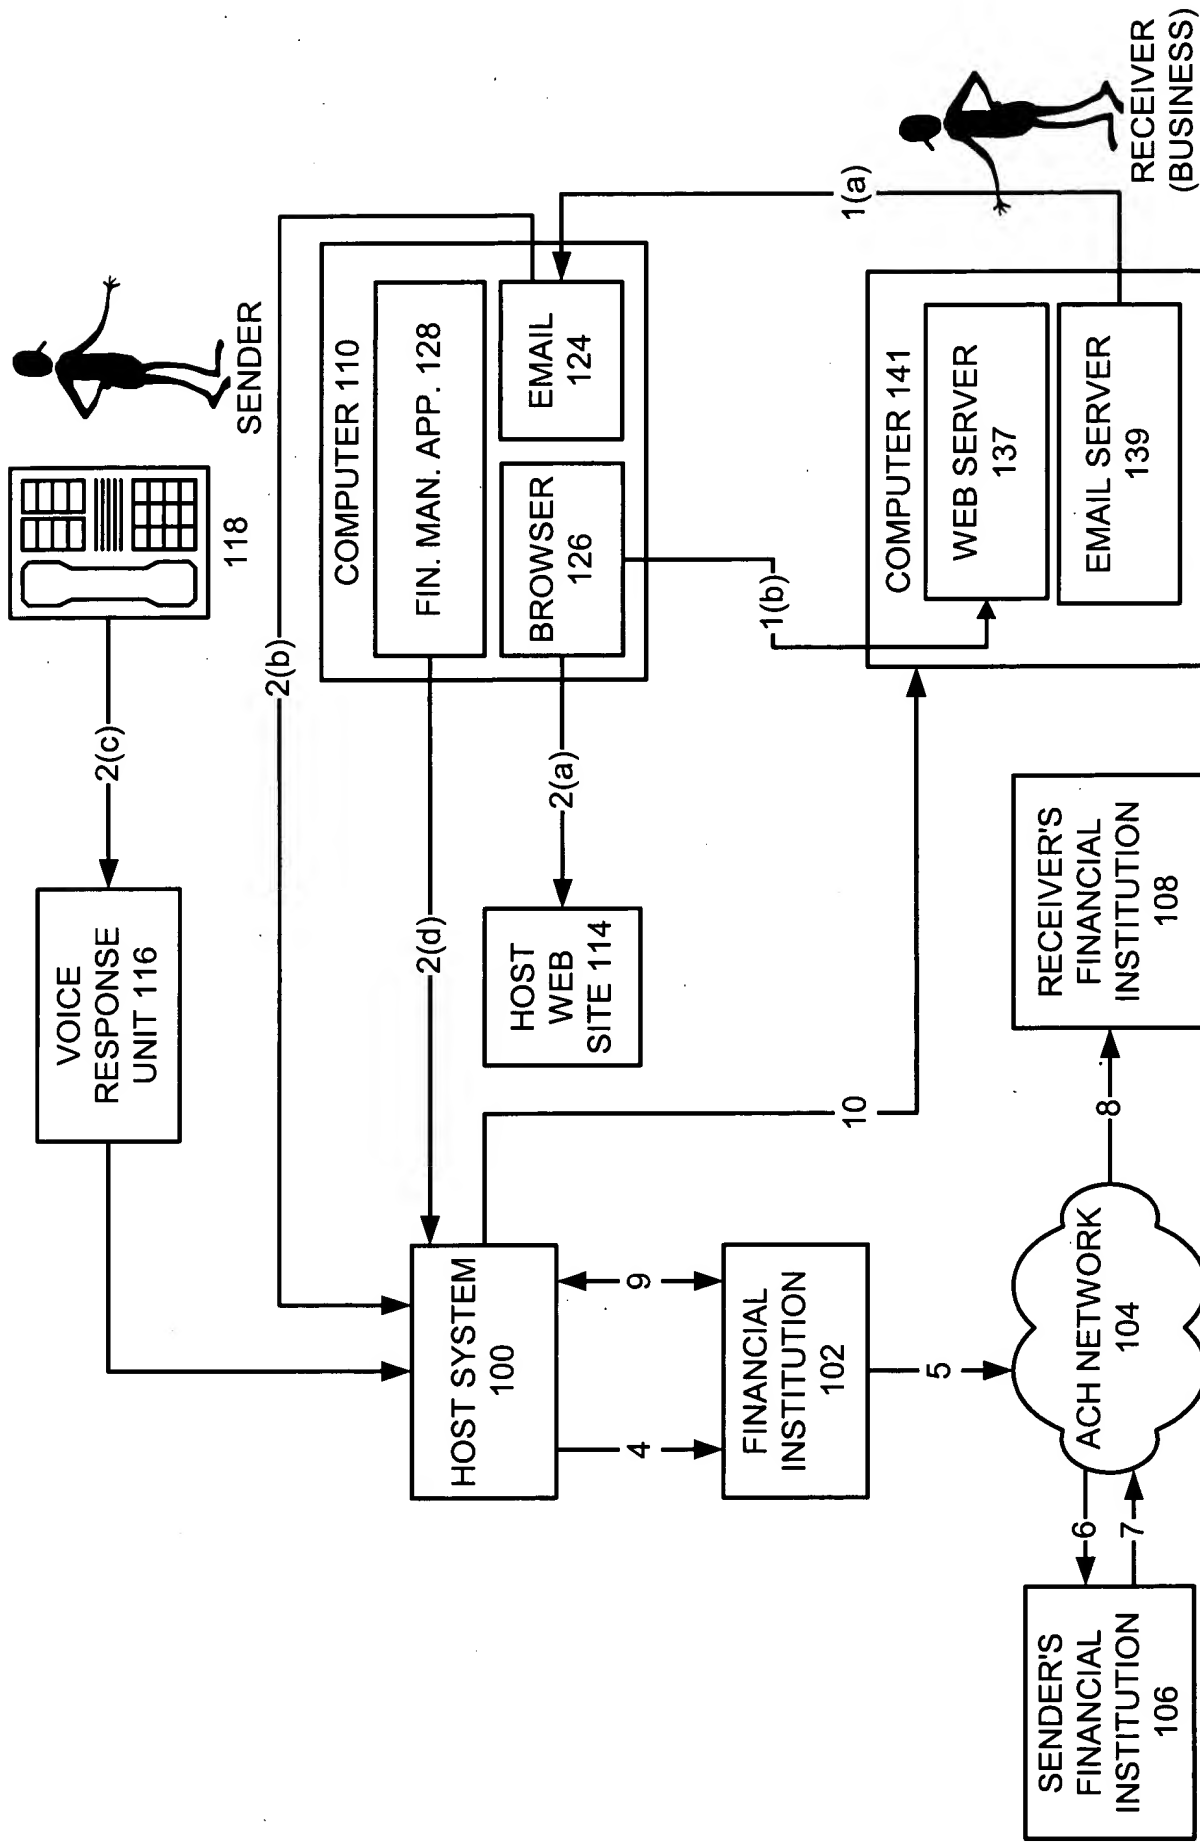 SENDER
118
2(c)
VOICE
RESPONSE
UNIT 116
2(b)
COMPUTER 110
FIN. MAN. APP. 128
BROWSER
126
EMAIL
124
2(d)
2(a)
HOST
WEB
SITE 114
1(a)
1(b)
RECEIVER
(BUSINESS)
COMPUTER 141
WEB SERVER
137
EMAIL SERVER
139
HOST SYSTEM
100
10
9
4
FINANCIAL
INSTITUTION
102
5
ACH NETWORK
104
6
7
8
SENDER'S
FINANCIAL
INSTITUTION
106
RECEIVER'S
FINANCIAL
INSTITUTION
108